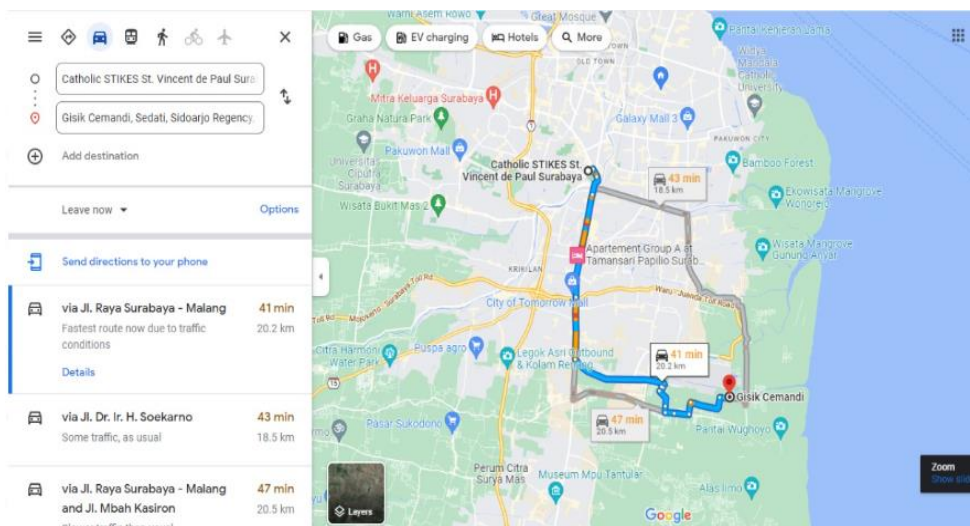 Catholic STIKES St. Vincent de Paul Sura
Gisik Cemandi, Sedati, Sidoarjo Regency,
Add destination
Leave now
Options
Send directions to your phone
via Jl. Raya Surabaya - Malang
41 min
Fastest route now due to traffic
conditions
20.2 km
Details
via Jl. Dr. Ir. H. Soekarno
43 min
Some traffic, as usual
18.5 km
via Jl. Raya Surabaya - Malang
and Jl. Mbah Kasiron
47 min
20.5 km
Gas
EV charging
Hotels
More
Great Mosque
OLD TOWN
Pantai Kenjeran Lama
Widya
Mandala
Catholic
University
Mitra Keluarga Surabaya
Graha Natura Park
Galaxy Mall 3
PAKUWON CITY
Pakuwon Mall
Universitas
Ciputra
Surabaya
Catholic STIKES St.
Vincent de Paul Surabaya
Bamboo Forest
43 min
18.5 km
Ekowisata Mangrove
Wonorejo
Wisata Bukit Mas 2
Apartement Group A at
Tamansari Papilio Surab...
Wisata Mangrove
Gunung Anyar
KRIKILAN
City of Tomorrow Mall
Waru - Juanda Toll Road
Citra Harmoni
Water Park
Puspa agro
Legok Asri Outbound
& Kolam Renang
15
41 min
20.2 km
Gisik Cemandi
47 min
20.5 km
Pasar Sukodono
Pantai Wughoyo
Perum Citra
Surya Mas
Museum Mpu Tantular
Alas limo
Zoom
Layers
Google